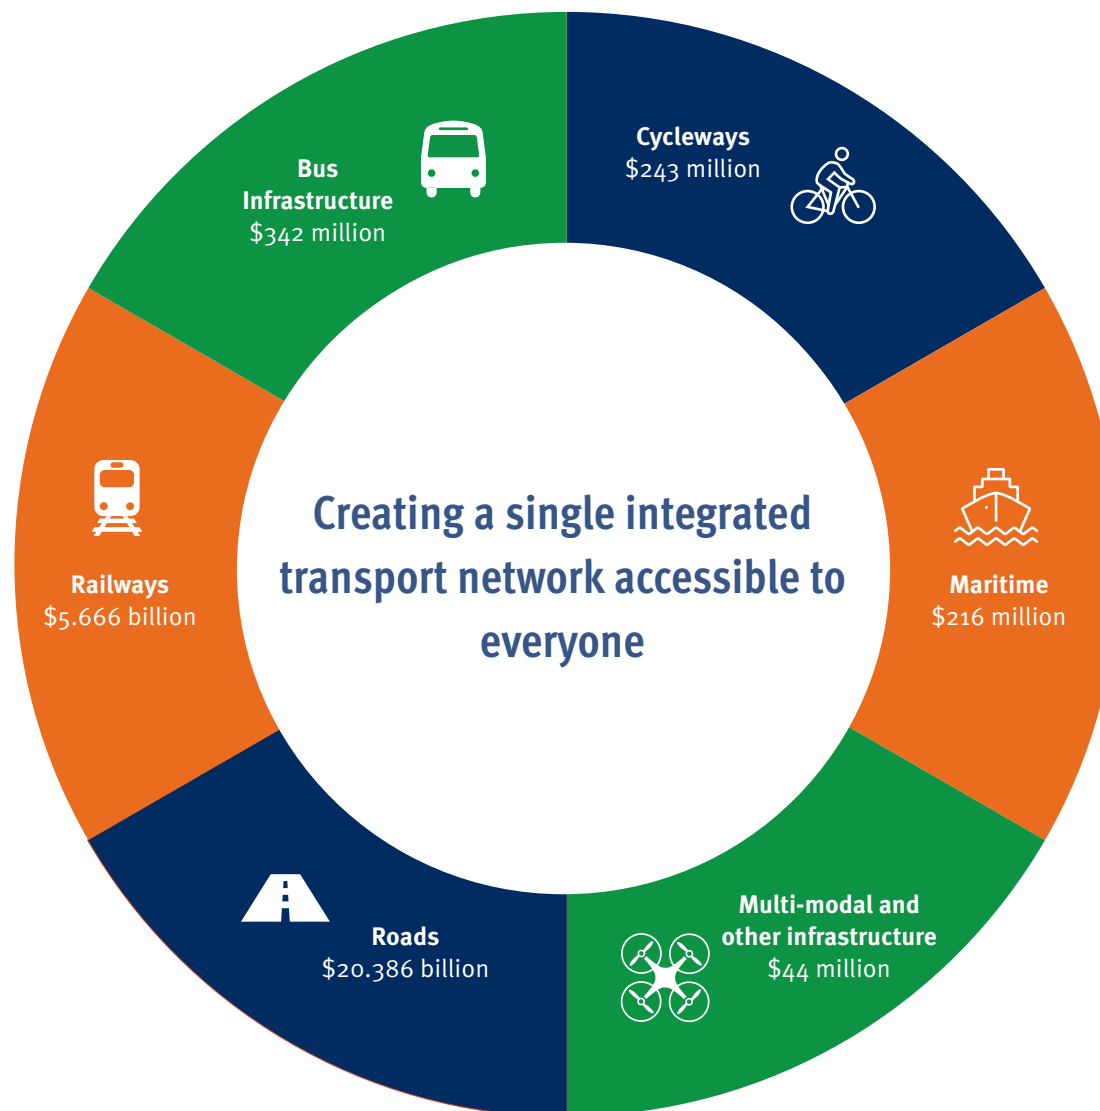 Cycleways
$243 million
Bus
Infrastructure
$342 million
Creating a single integrated
transport network accessible to
everyone
Railways
$5.666 billion
Maritime
$216 million
Multi-modal and
other infrastructure
$44 million
Roads
$20.386 billion